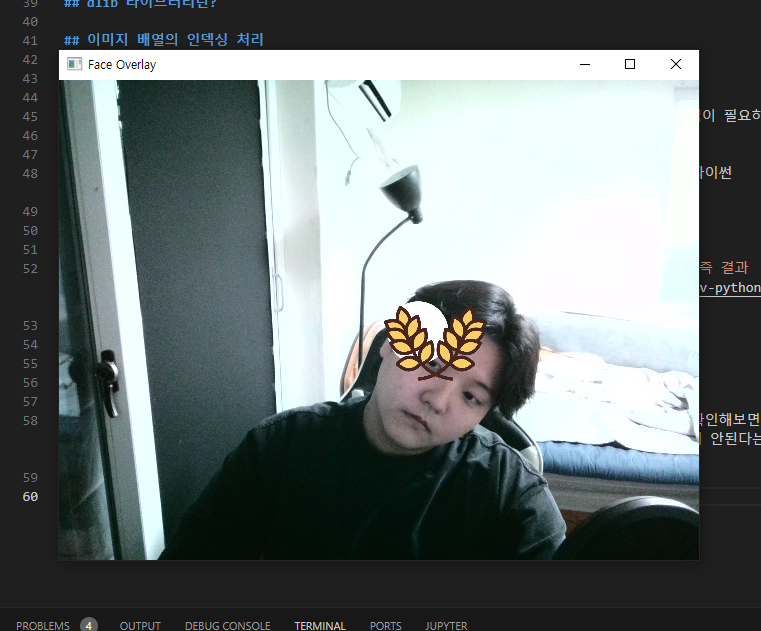 39 ## dlib 라이브러리란?
40
41 ## 이미지 배열의 인덱싱 처리
42
Face Overlay
43
44
45 이 필요하
46
47
48 이썬
49
50
51
52 즉 결과
v-python
53
54
55
56
57
58 확인해보면
안된다는
59
60
PROBLEMS 4 OUTPUT DEBUG CONSOLE TERMINAL PORTS JUPYTER